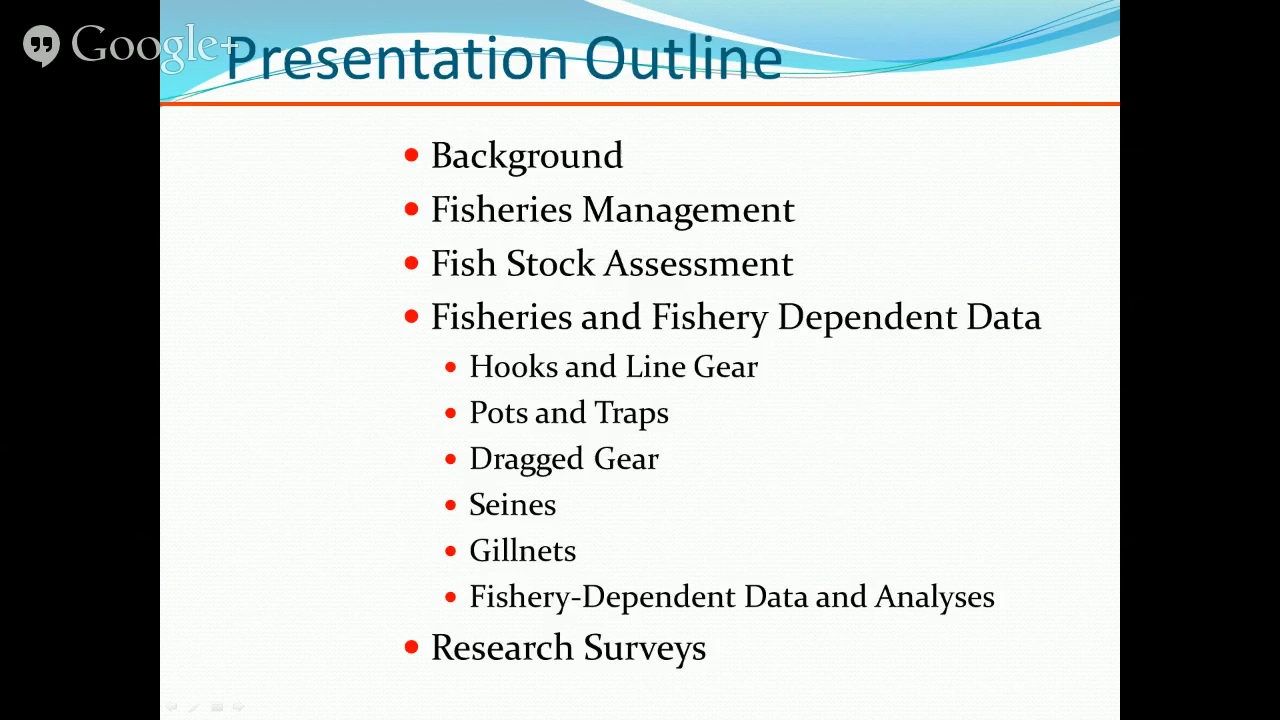 Google+
Presentation Outline
Background
Fisheries Management
Fish Stock Assessment
Fisheries and Fishery Dependent Data
Hooks and Line Gear
Pots and Traps
Dragged Gear
Seines
Gillnets
Fishery-Dependent Data and Analyses
Research Surveys